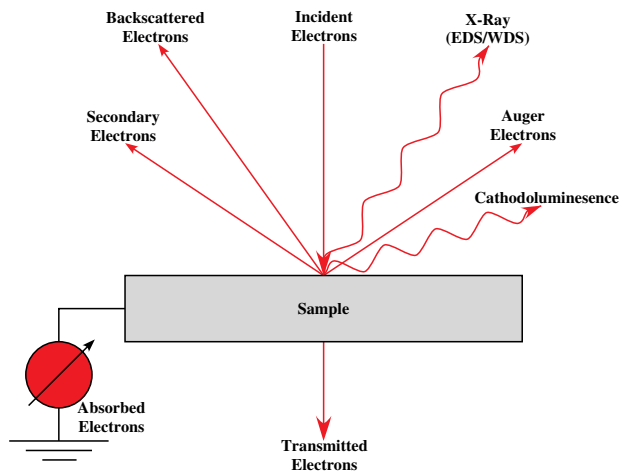 Backscattered
Electrons
Incident
Electrons
X-Ray
(EDS/WDS)
Secondary
Electrons
Auger
Electrons
Cathodoluminesence
Sample
Absorbed
Electrons
Transmitted
Electrons